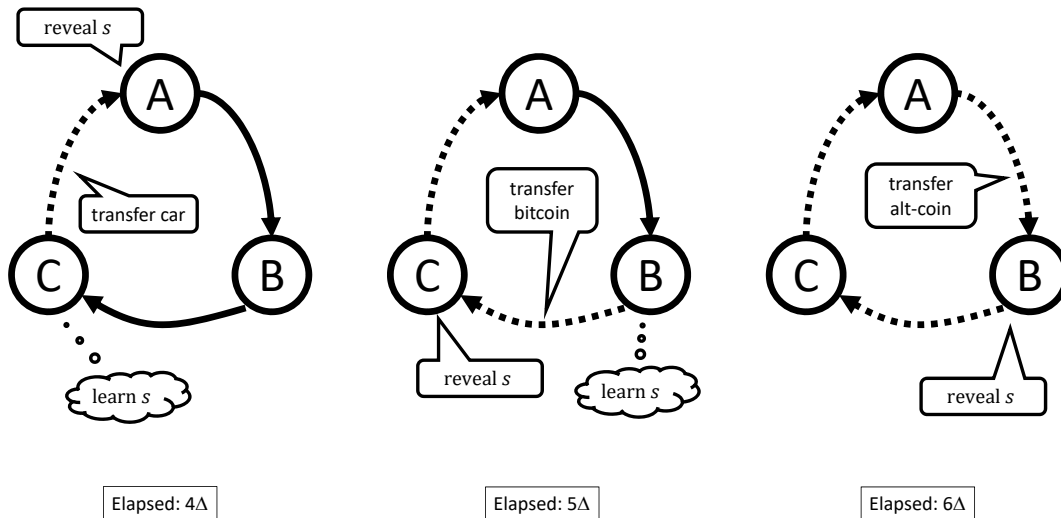 reveal s
A
transfer car
C
B
learn s
Elapsed: 4Δ
A
transfer
bitcoin
C
B
reveal s
learn s
Elapsed: 5Δ
A
transfer
alt-coin
C
B
reveal s
Elapsed: 6Δ